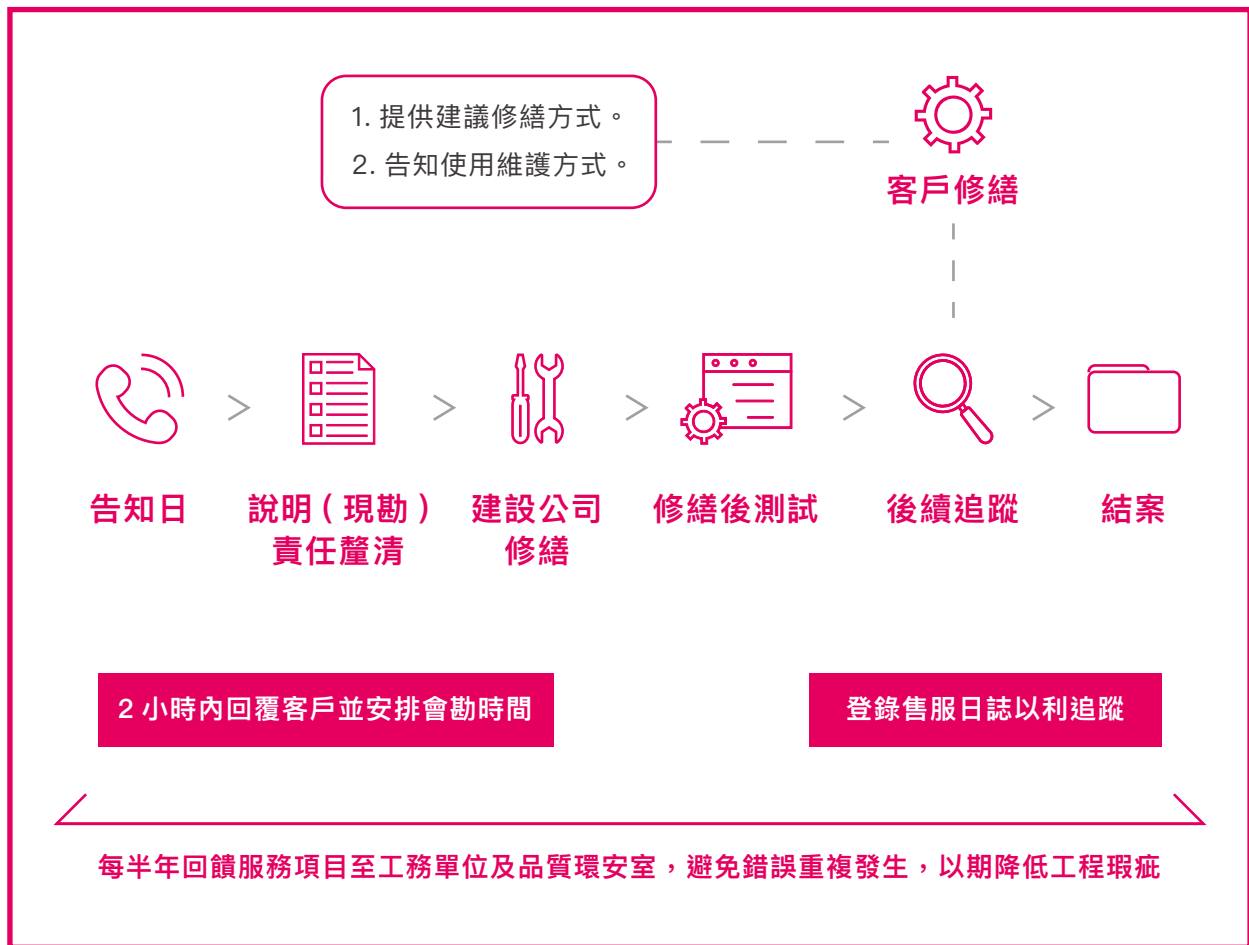 1. 提供建議修繕方式。
2. 告知使用維護方式。
客戶修繕
告知日
說明（現勘）
責任釐清
建設公司
修繕
修繕後測試
後續追蹤
結案
2 小時內回覆客戶並安排會勘時間
登錄售服日誌以利追蹤
每半年回饋服務項目至工務單位及品質環安室，避免錯誤重複發生，以期降低工程瑕疵